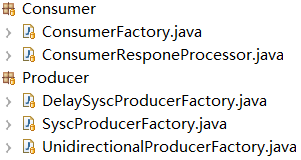 Consumer
ConsumerFactory.java
ConsumerResponeProcessor.java
Producer
DelaySyscProducerFactory.java
SyscProducerFactory.java
UnidirectionalProducerFactory.java